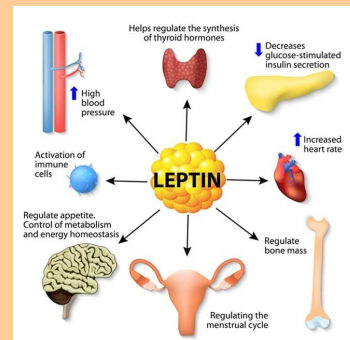 Helps regulate the synthesis
of thyroid hormones
Decreases
glucose-stimulated
insulin secretion
High
blood
pressure
Increased
heart rate
Activation of
immune
cells
LEPTIN
Regulate appetite.
Control of metabolism
and energy homeostasis
Regulate
bone mass
Regulating the
menstrual cycle